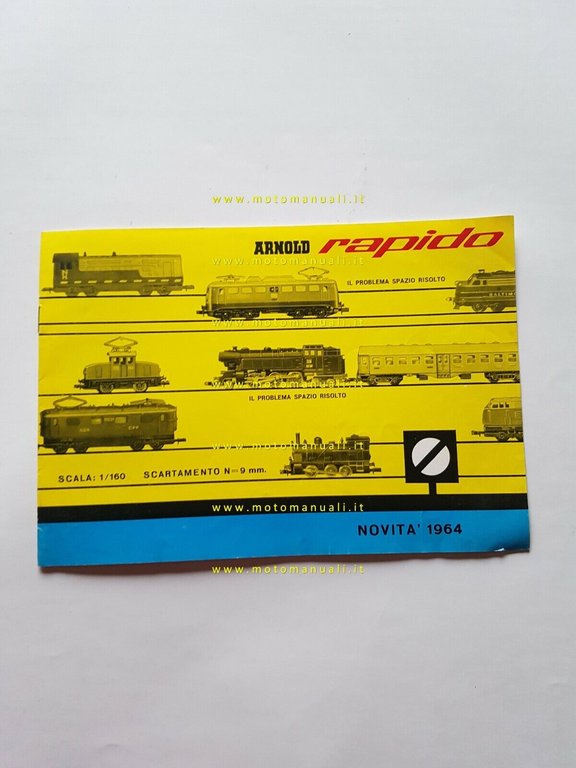 www.motomanuali.it
ARNOLD rapido
www.motomanuali.it
IL PROBLEMA SPAZIO RISOLTO
BALTIMO
www.motomanuali.it
www.motomanuali.it
IL PROBLEMA SPAZIO RISOLTO
CFF
www.motomanuali.it
SCALA: 1/160 SCARTAMENTO N=9 mm.
www.motomanuali.it
NOVITA' 1964
www.motomanuali.it